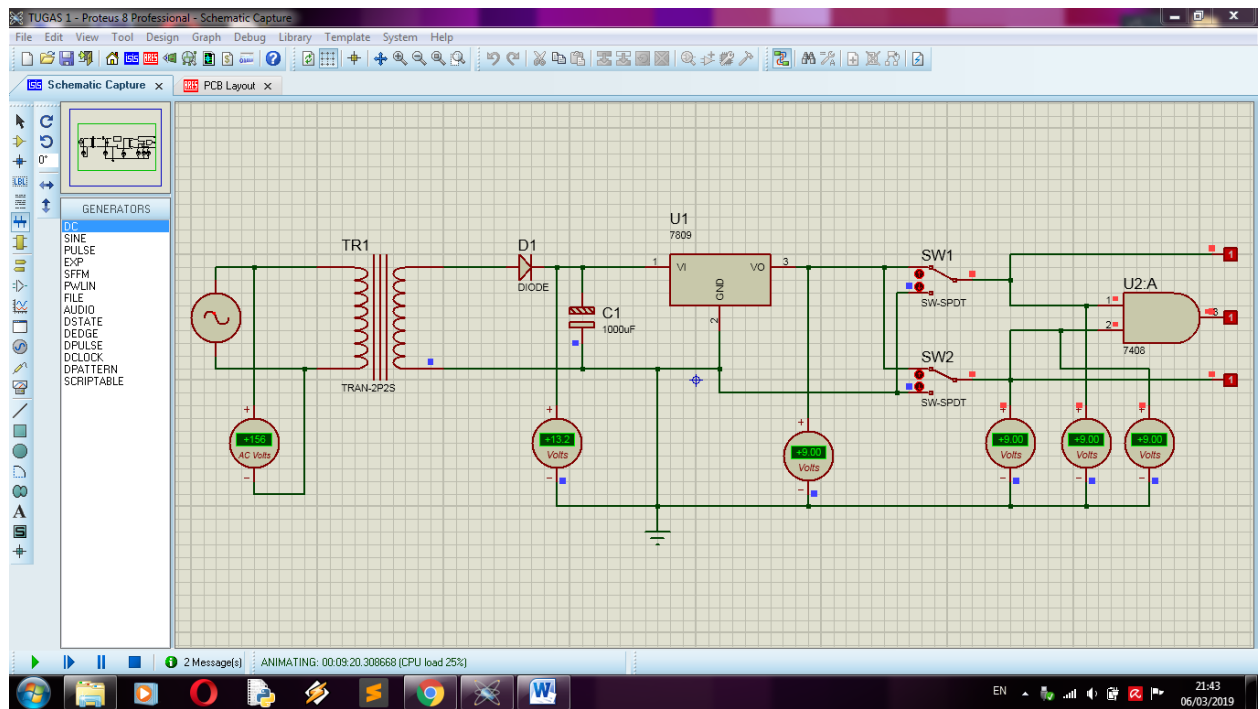 TUGAS 1 - Proteus 8 Professional - Schematic Capture
File Edit View Tool Design Graph Debug Library Template System Help
Schematic Capture x
PCB Layout x
0°
LBL
GENERATORS
DC
SINE
PULSE
EXP
SFFM
PWLIN
FILE
AUDIO
DSTATE
DEDGE
DPULSE
DCLOCK
DPATTERN
SCRIPTABLE
A
S
TR1
TRAN-2P2S
D1
DIODE
C1
1000uF
U1
7809
1
VI
VO
3
GND
2
SW1
SW-SPDT
SW2
SW-SPDT
U2:A
1
2
3
7408
1
1
1
+
+156
AC Volts
−
+
+13.2
Volts
−
+
+9.00
Volts
−
+
+9.00
Volts
−
+
+9.00
Volts
−
+
+9.00
Volts
−
2 Message(s)
ANIMATING: 00:09:20.308668 (CPU load 25%)
EN
21:43
06/03/2019